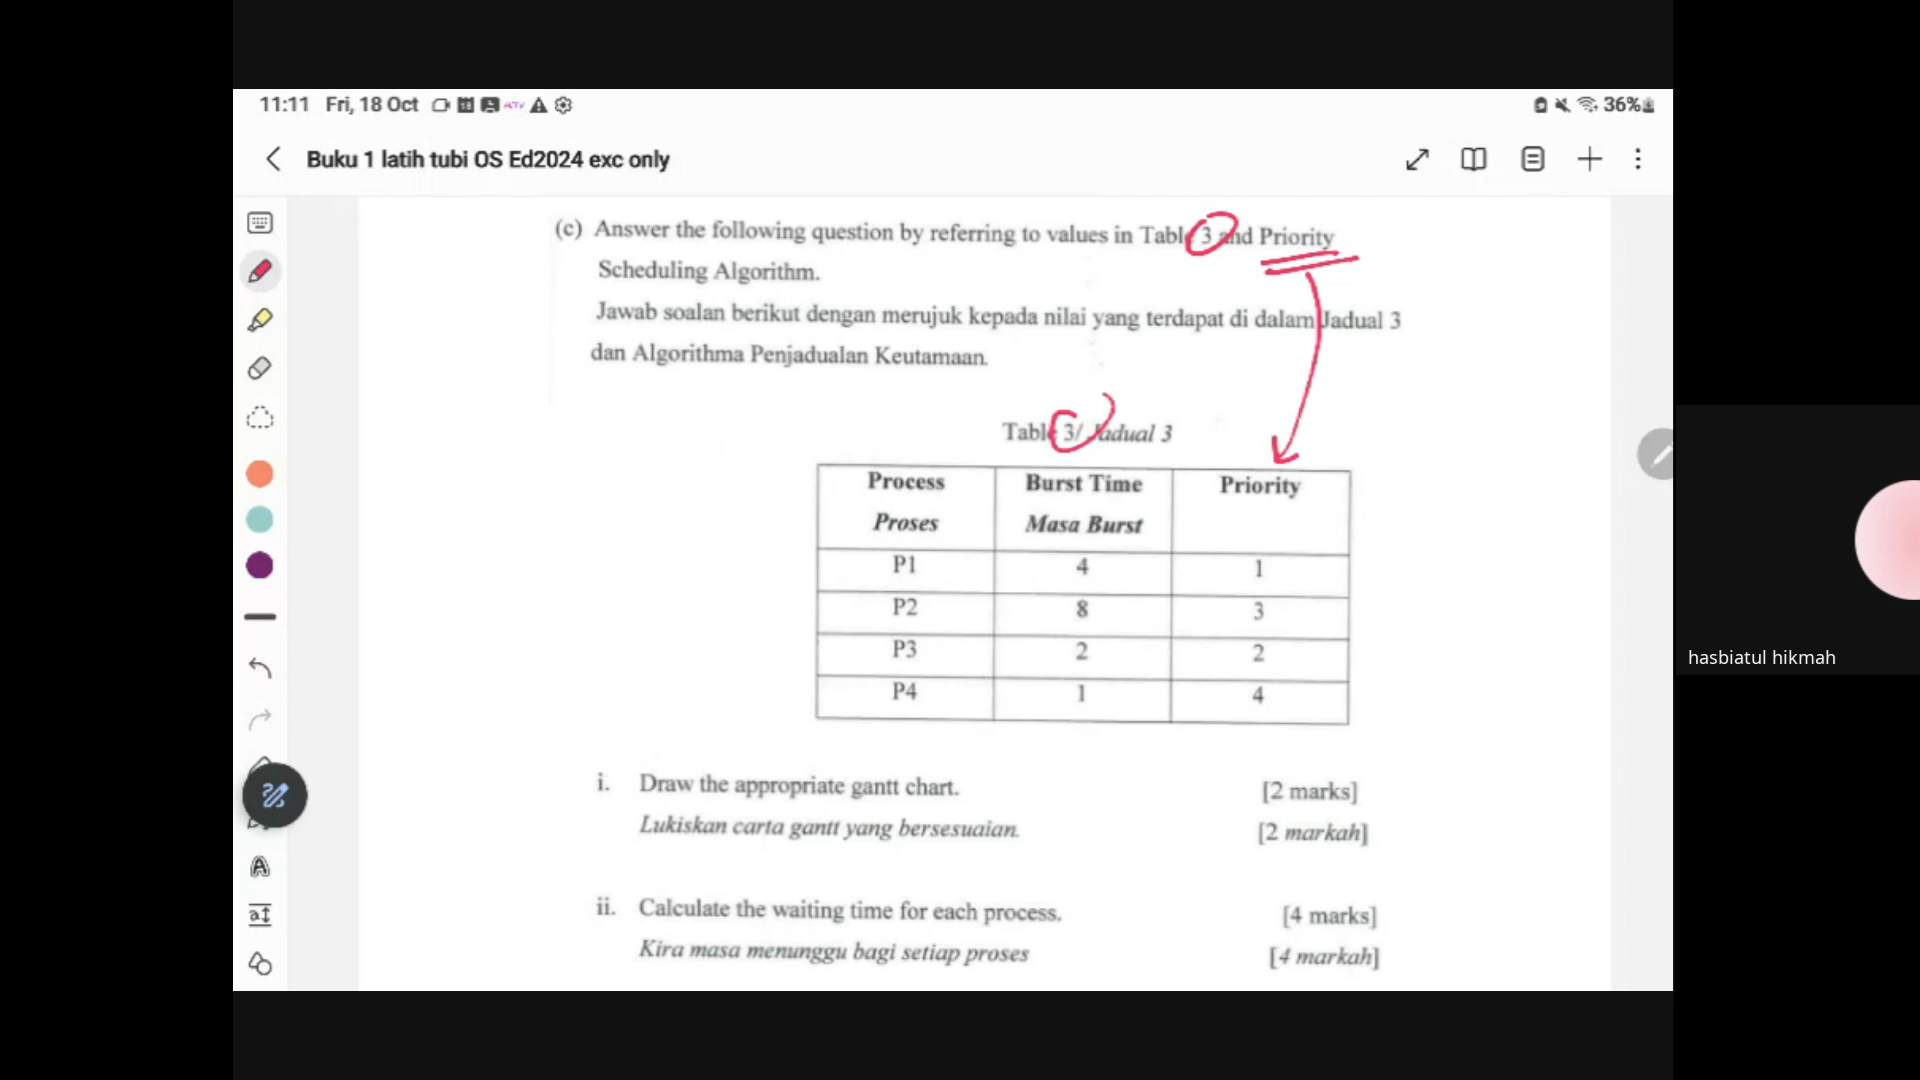 11:11 Fri, 18 Oct
36%
Buku 1 latih tubi OS Ed2024 exc only
(c) Answer the following question by referring to values in Table 3 and Priority
Scheduling Algorithm.
Jawab soalan berikut dengan merujuk kepada nilai yang terdapat di dalam Jadual 3
dan Algorithma Penjadualan Keutamaan.
Table 3/ Jadual 3
Process Burst Time Priority
Proses Masa Burst
P1 4 1
P2 8 3
P3 2 2
P4 1 4
i. Draw the appropriate gantt chart. [2 marks]
Lukiskan carta gantt yang bersesuaian. [2 markah]
ii. Calculate the waiting time for each process. [4 marks]
Kira masa menunggu bagi setiap proses [4 markah]
hasbiatul hikmah